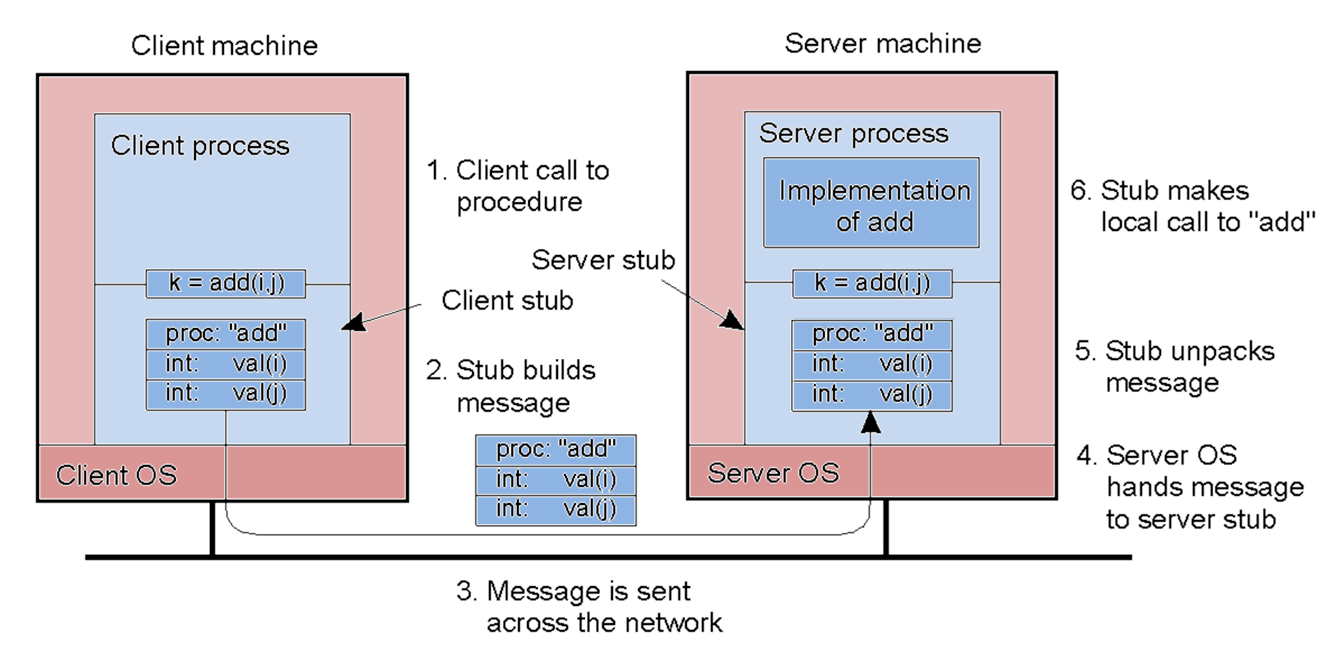 Client machine
Server machine
Client process
1. Client call to
procedure
Server process
Implementation
of add
6. Stub makes
local call to "add"
Server stub
k = add(i,j)
k = add(i,j)
Client stub
proc: "add"
int: val(i)
int: val(j)
proc: "add"
int: val(i)
int: val(j)
2. Stub builds
message
5. Stub unpacks
message
proc: "add"
int: val(i)
int: val(j)
Client OS
Server OS
4. Server OS
hands message
to server stub
3. Message is sent
across the network